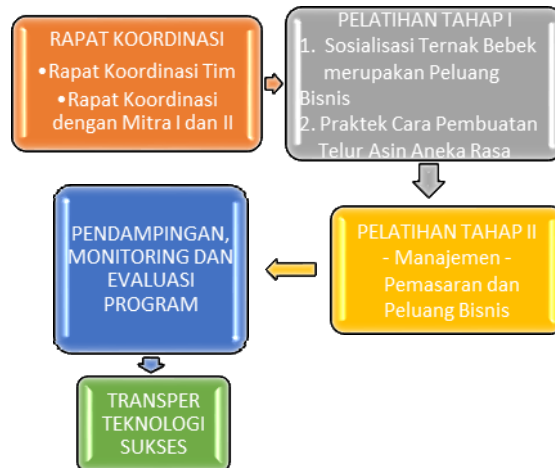 RAPAT KOORDINASI
•Rapat Koordinasi Tim
•Rapat Koordinasi
dengan Mitra I dan II
PELATIHAN TAHAP I
1. Sosialisasi Ternak Bebek
merupakan Peluang
Bisnis
2. Praktek Cara Pembuatan
Telur Asin Aneka Rasa
PELATIHAN TAHAP II
- Manajemen -
Pemasaran dan
Peluang Bisnis
PENDAMPINGAN,
MONITORING DAN
EVALUASI
PROGRAM
TRANSPER
TEKNOLOGI
SUKSES